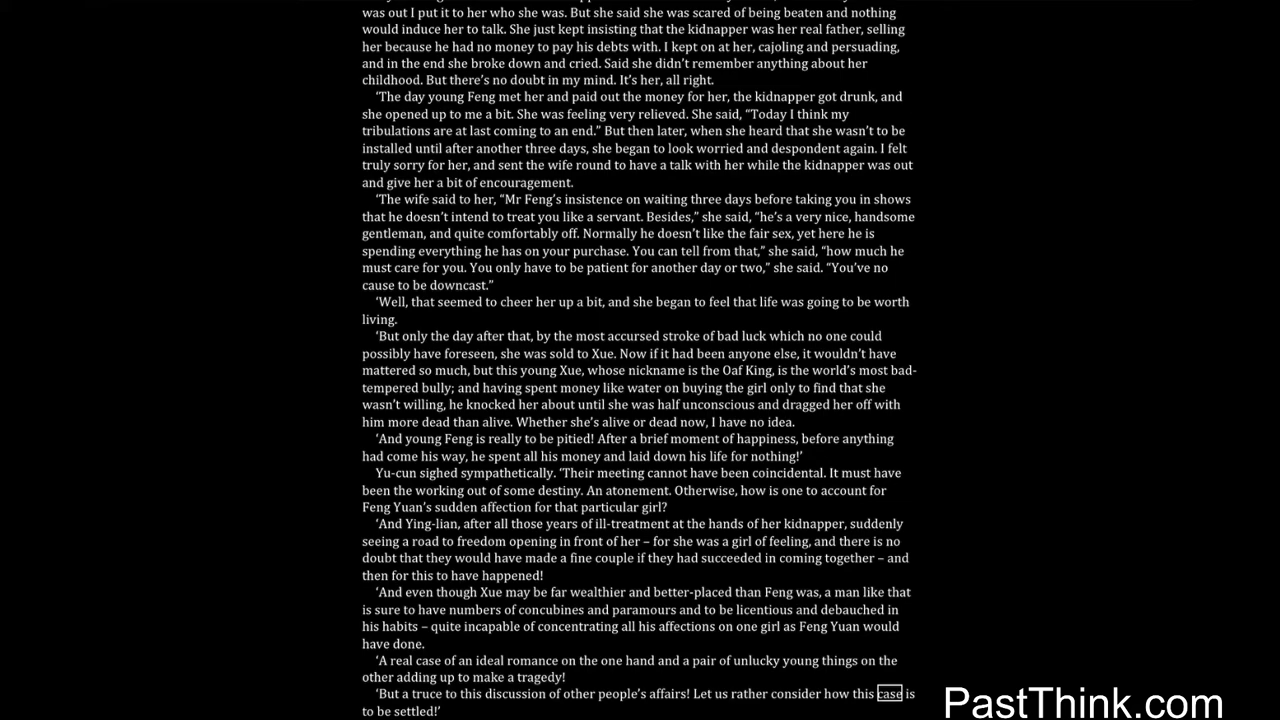 was out I put it to her who she was. But she said she was scared of being beaten and nothing
would induce her to talk. She just kept insisting that the kidnapper was her real father, selling
her because he had no money to pay his debts with. I kept on at her, cajoling and persuading,
and in the end she broke down and cried. Said she didn’t remember anything about her
childhood. But there’s no doubt in my mind. It’s her, all right.
‘The day young Feng met her and paid out the money for her, the kidnapper got drunk, and
she opened up to me a bit. She was feeling very relieved. She said, “Today I think my
tribulations are at last coming to an end.” But then later, when she heard that she wasn’t to be
installed until after another three days, she began to look worried and despondent again. I felt
truly sorry for her, and sent the wife round to have a talk with her while the kidnapper was out
and give her a bit of encouragement.
‘The wife said to her, “Mr Feng’s insistence on waiting three days before taking you in shows
that he doesn’t intend to treat you like a servant. Besides,” she said, “he’s a very nice, handsome
gentleman, and quite comfortably off. Normally he doesn’t like the fair sex, yet here he is
spending everything he has on your purchase. You can tell from that,” she said, “how much he
must care for you. You only have to be patient for another day or two,” she said. “You’ve no
cause to be downcast.”
‘Well, that seemed to cheer her up a bit, and she began to feel that life was going to be worth
living.
‘But only the day after that, by the most accursed stroke of bad luck which no one could
possibly have foreseen, she was sold to Xue. Now if it had been anyone else, it wouldn’t have
mattered so much, but this young Xue, whose nickname is the Oaf King, is the world’s most bad-
tempered bully; and having spent money like water on buying the girl only to find that she
wasn’t willing, he knocked her about until she was half unconscious and dragged her off with
him more dead than alive. Whether she’s alive or dead now, I have no idea.
‘And young Feng is really to be pitied! After a brief moment of happiness, before anything
had come his way, he spent all his money and laid down his life for nothing!’
Yu-cun sighed sympathetically. ‘Their meeting cannot have been coincidental. It must have
been the working out of some destiny. An atonement. Otherwise, how is one to account for
Feng Yuan’s sudden affection for that particular girl?
‘And Ying-lian, after all those years of ill-treatment at the hands of her kidnapper, suddenly
seeing a road to freedom opening in front of her – for she was a girl of feeling, and there is no
doubt that they would have made a fine couple if they had succeeded in coming together – and
then for this to have happened!
‘And even though Xue may be far wealthier and better-placed than Feng was, a man like that
is sure to have numbers of concubines and paramours and to be licentious and debauched in
his habits – quite incapable of concentrating all his affections on one girl as Feng Yuan would
have done.
‘A real case of an ideal romance on the one hand and a pair of unlucky young things on the
other adding up to make a tragedy!
‘But a truce to this discussion of other people’s affairs! Let us rather consider how this case is
to be settled!’
PastThink.com